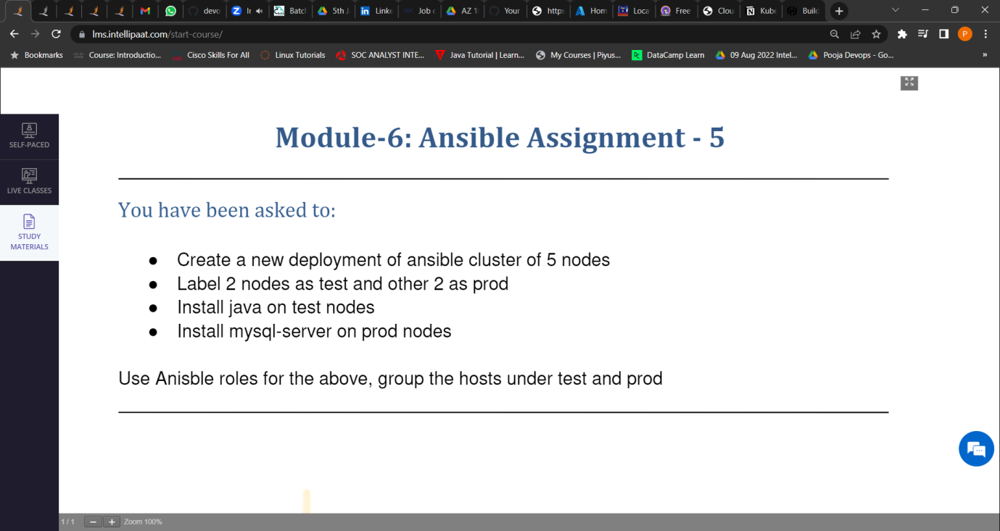 devo
Ir
Batcl
5th J
Linke
Job o
AZ 1
Your
https
Hom
Loca
Free
Clou
Kube
Build
lms.intellipaat.com/start-course/
P
Bookmarks
Course: Introductio...
Cisco Skills For All
Linux Tutorials
SOC ANALYST INTE...
Java Tutorial | Learn...
My Courses | Piyus...
DataCamp Learn
09 Aug 2022 Intel...
Pooja Devops - Go...
»
SELF-PACED
LIVE CLASSES
STUDY
MATERIALS
Module-6: Ansible Assignment - 5
You have been asked to:
● Create a new deployment of ansible cluster of 5 nodes
● Label 2 nodes as test and other 2 as prod
● Install java on test nodes
● Install mysql-server on prod nodes
Use Anisble roles for the above, group the hosts under test and prod
1 / 1 Zoom 100%